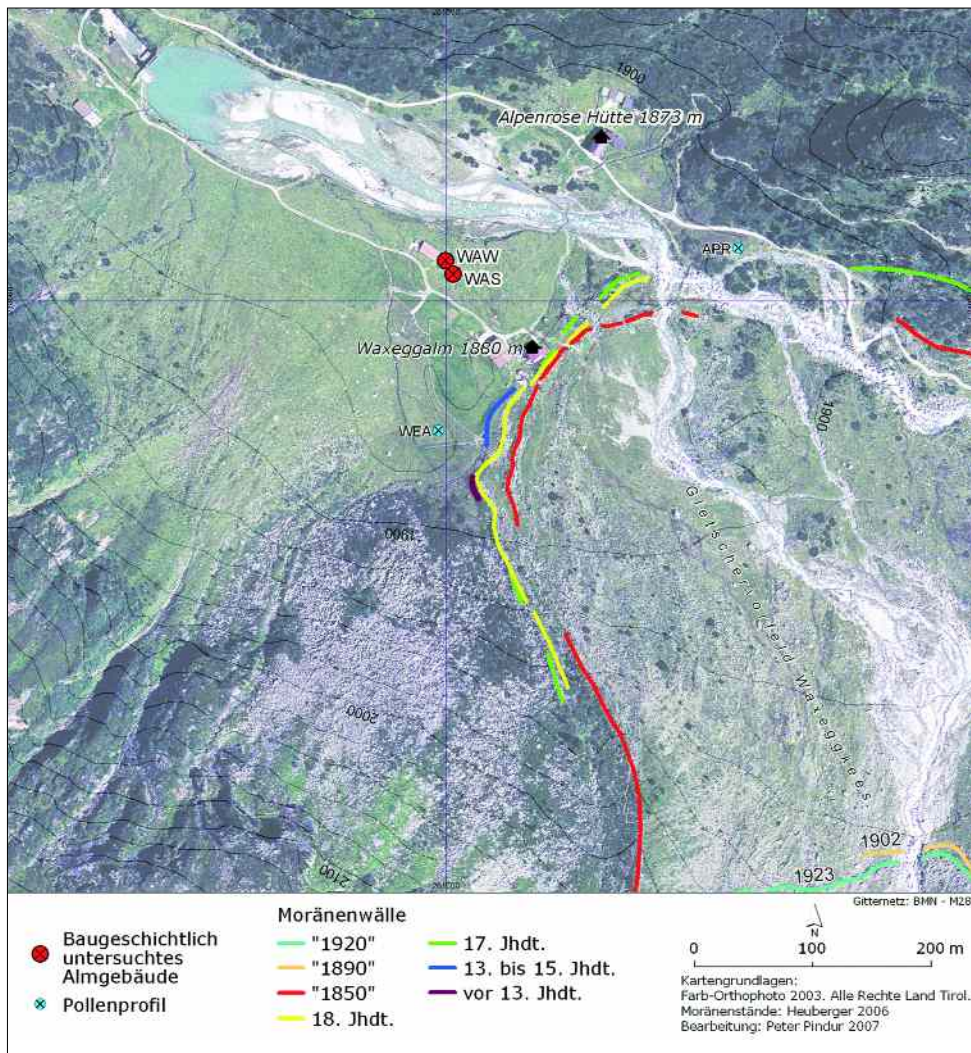 1900
Alpenrose Hütte 1873 m
APR
WAW
WAS
Waxeggalm 1880 m
WEA
1900
1900
Gletschervorfeld Waxeggkees
2000
2100
1902
1923
Gitternetz: BMN - M28
Baugeschichtlich
untersuchtes
Almgebäude
Pollenprofil
Moränenwälle
"1920"
"1890"
"1850"
18. Jhdt.
17. Jhdt.
13. bis 15. Jhdt.
vor 13. Jhdt.
N
0 100 200 m
Kartengrundlagen:
Farb-Orthophoto 2003. Alle Rechte Land Tirol.
Moränenstände: Heuberger 2006
Bearbeitung: Peter Pindur 2007